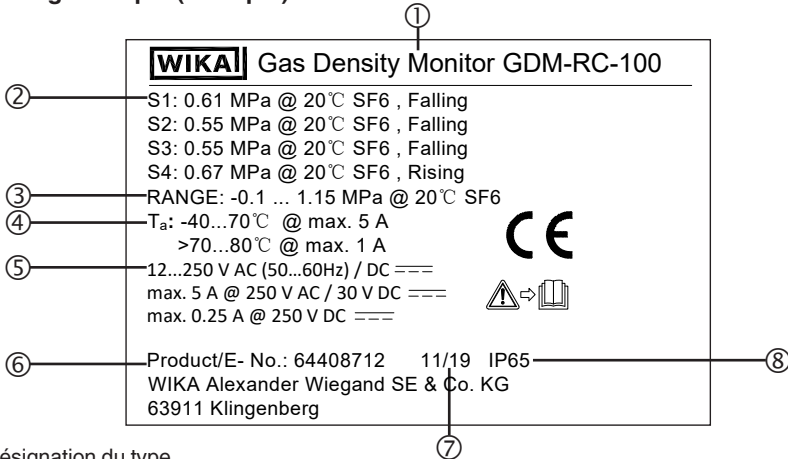 ①
WIKA Gas Density Monitor GDM-RC-100
② S1: 0.61 MPa @ 20℃ SF6 , Falling
S2: 0.55 MPa @ 20℃ SF6 , Falling
S3: 0.55 MPa @ 20℃ SF6 , Falling
S4: 0.67 MPa @ 20℃ SF6 , Rising
③ RANGE: -0.1 ... 1.15 MPa @ 20℃ SF6
④ Tₐ: -40...70℃ @ max. 5 A
>70...80℃ @ max. 1 A
CE
⑤ 12...250 V AC (50...60Hz) / DC
max. 5 A @ 250 V AC / 30 V DC
max. 0.25 A @ 250 V DC
⑥ Product/E- No.: 64408712 11/19 IP65 ⑧
WIKA Alexander Wiegand SE & Co. KG
63911 Klingenberg
⑦
ésignation du type